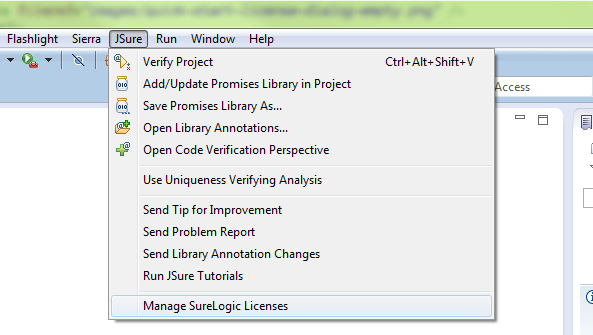 Flashlight Sierra JSure Run Window Help
Verify Project Ctrl+Alt+Shift+V
Add/Update Promises Library in Project
Save Promises Library As...
Access
Open Library Annotations...
Open Code Verification Perspective
Use Uniqueness Verifying Analysis
Send Tip for Improvement
Send Problem Report
Send Library Annotation Changes
Run JSure Tutorials
Manage SureLogic Licenses